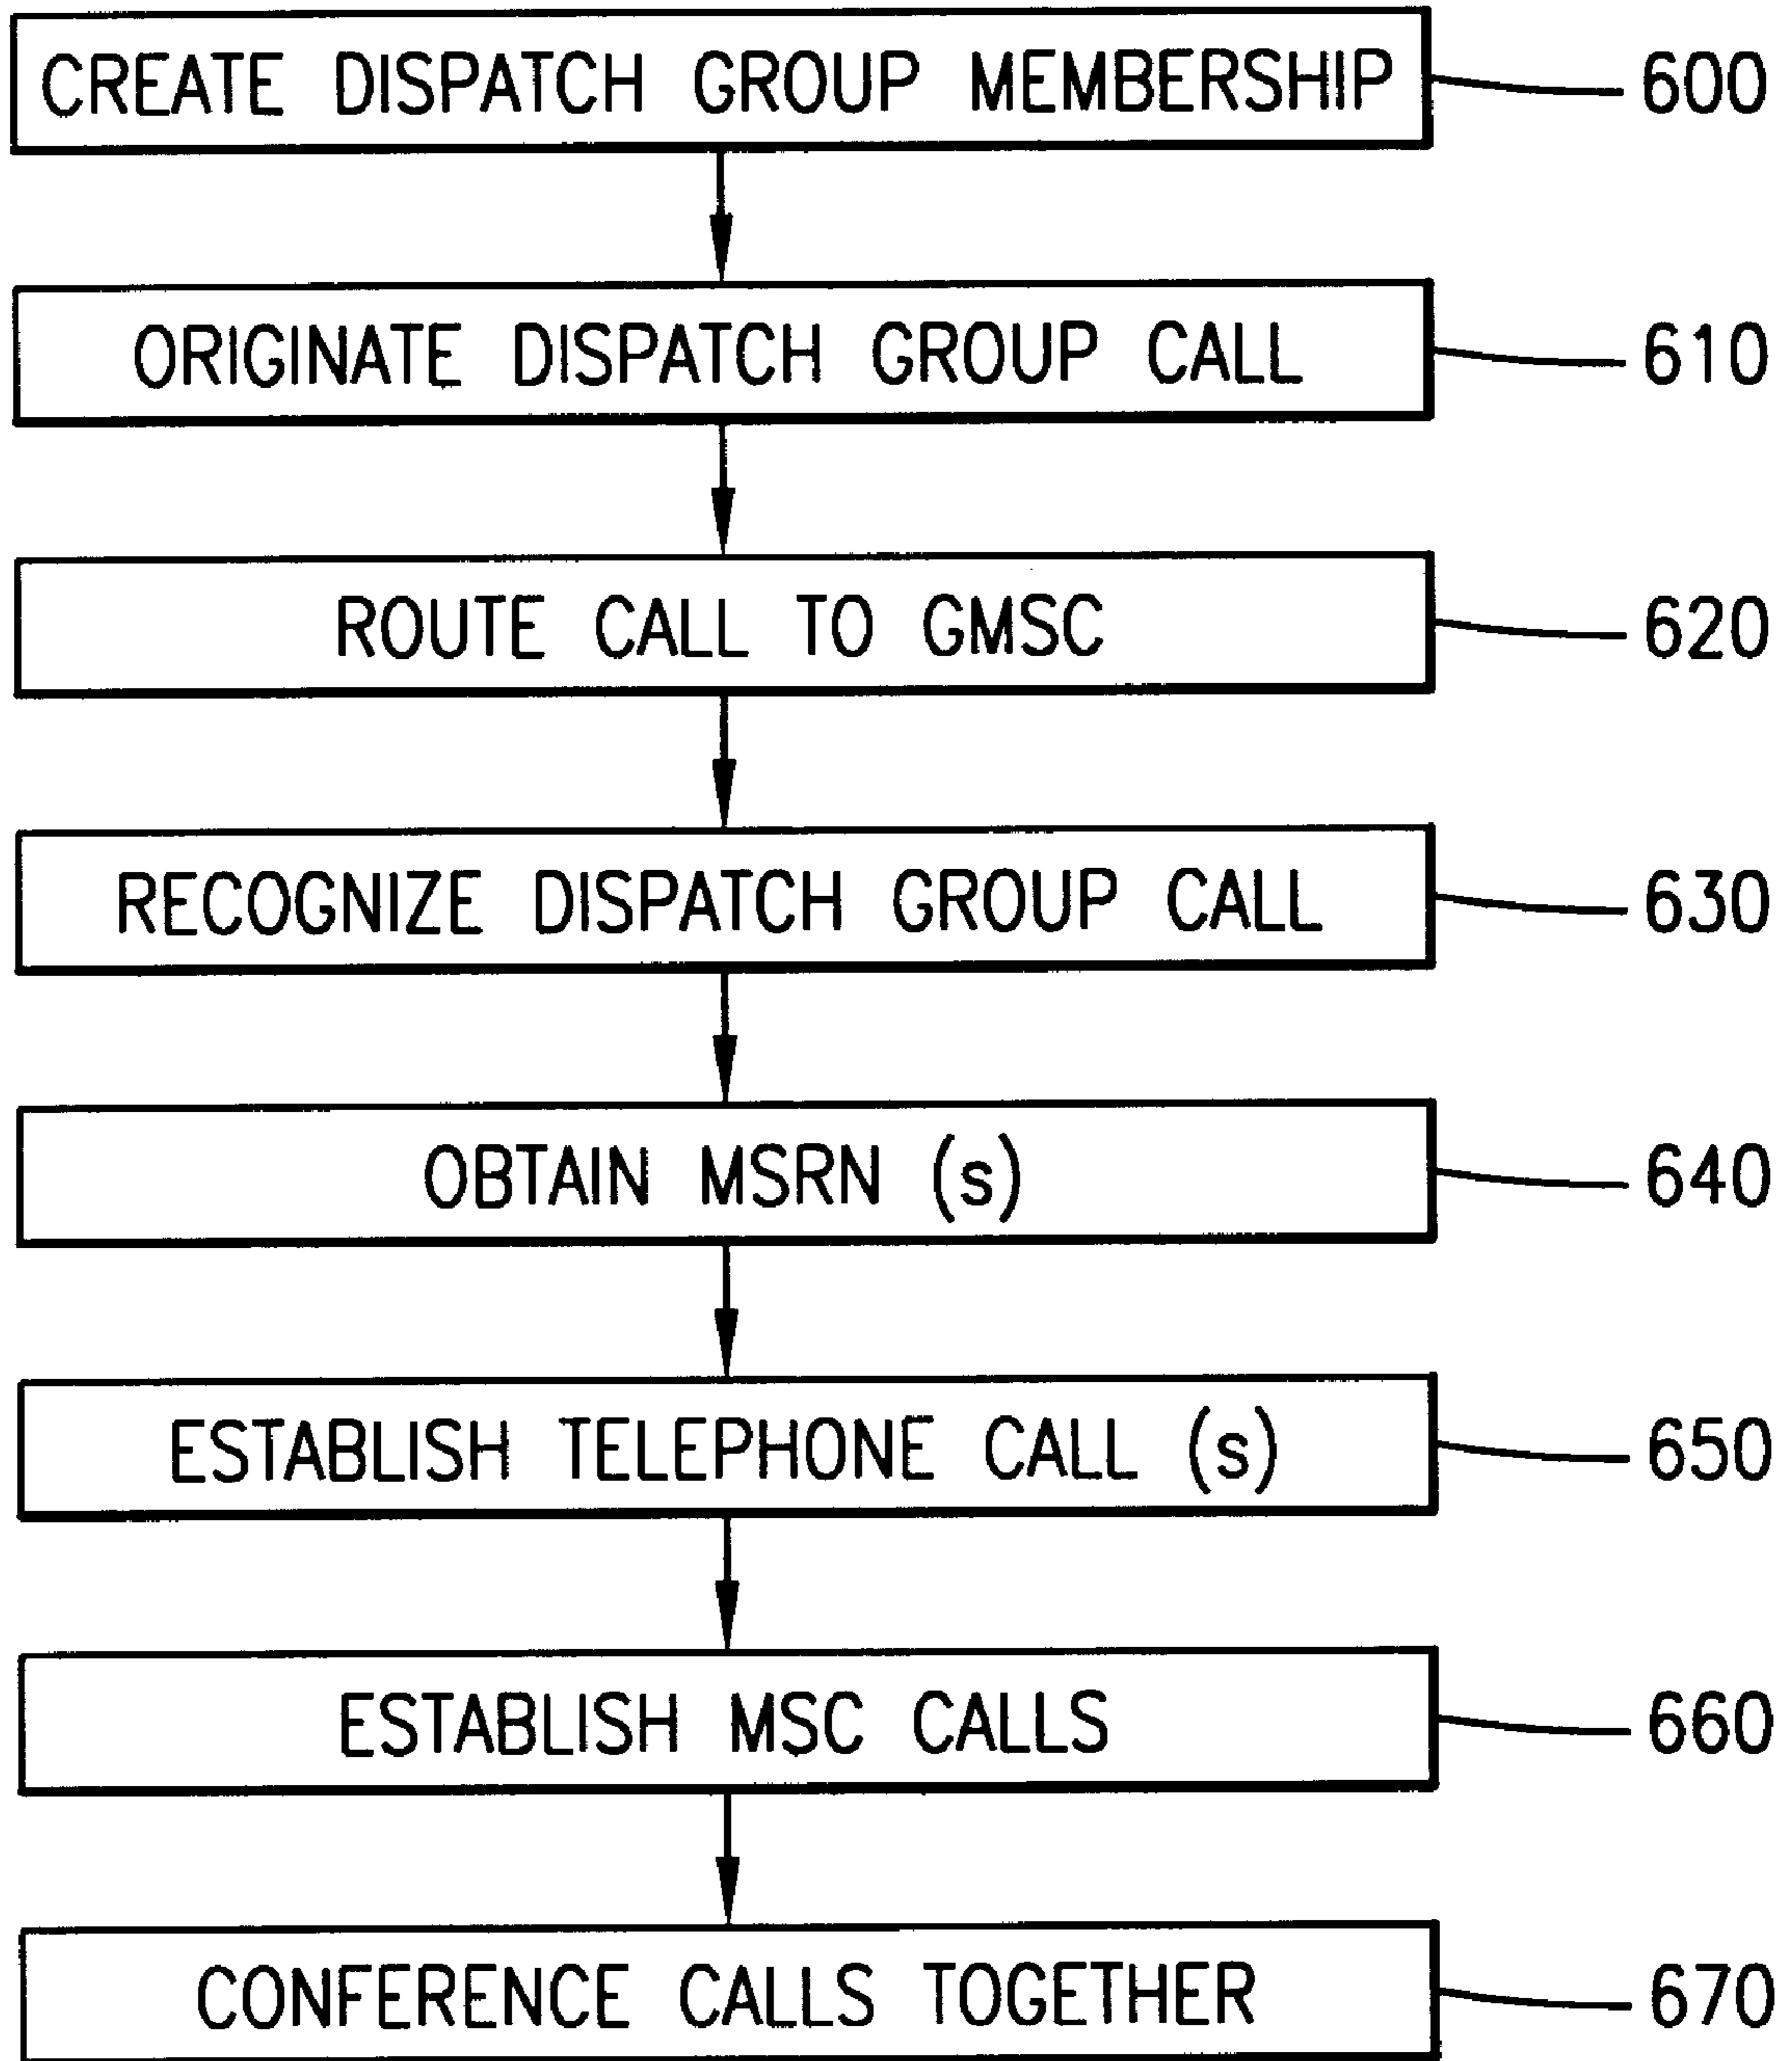 CREATE DISPATCH GROUP MEMBERSHIP 600
ORIGINATE DISPATCH GROUP CALL 610
ROUTE CALL TO GMSC 620
RECOGNIZE DISPATCH GROUP CALL 630
OBTAIN MSRN (s) 640
ESTABLISH TELEPHONE CALL (s) 650
ESTABLISH MSC CALLS 660
CONFERENCE CALLS TOGETHER 670